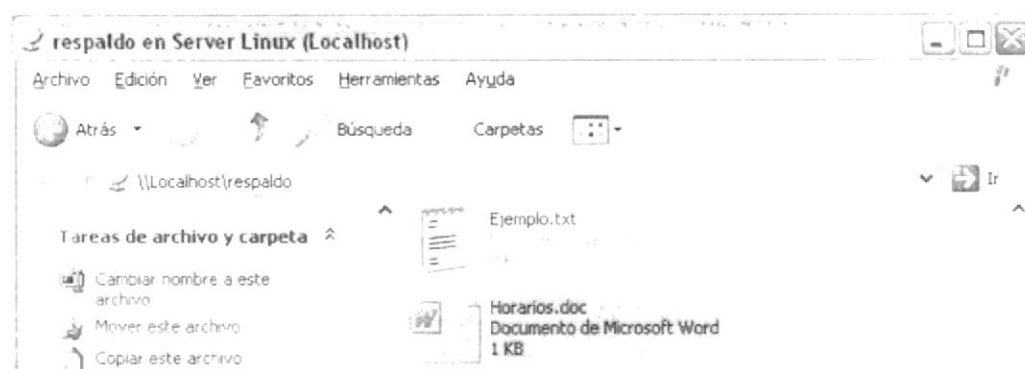 respaldo en Server Linux (Localhost)
Archivo Edición Ver Favoritos Herramientas Ayuda
Atrás Búsqueda Carpetas
\\Localhost\respaldo Ir
Tareas de archivo y carpeta
Cambiar nombre a este
archivo
Mover este archivo
Copiar este archivo
Ejemplo.txt
Horarios.doc
Documento de Microsoft Word
1 KB